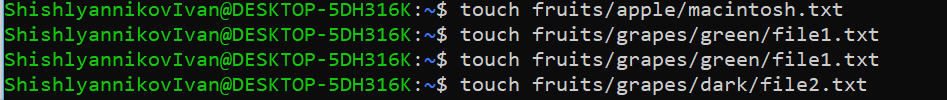 ShishlyannikovIvan@DESKTOP-5DH316K:~$ touch fruits/apple/macintosh.txt
ShishlyannikovIvan@DESKTOP-5DH316K:~$ touch fruits/grapes/green/file1.txt
ShishlyannikovIvan@DESKTOP-5DH316K:~$ touch fruits/grapes/green/file1.txt
ShishlyannikovIvan@DESKTOP-5DH316K:~$ touch fruits/grapes/dark/file2.txt